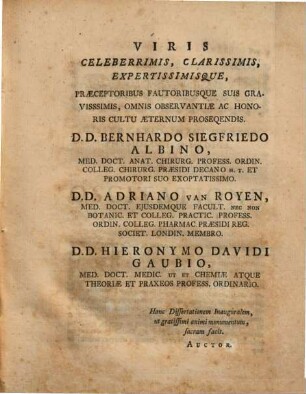 VIRIS
CELEBERRIMIS, CLARISSIMIS,
EXPERTISSIMISQUE,
PRÆCEPTORIBUS FAUTORIBUSQUE SUIS GRA-
VISSSIMIS, OMNIS OBSERVANTIÆ AC HONO-
RIS CULTU ÆTERNUM PROSEQENDIS.
D.D. BERNHARDO SIEGFRIEDO
ALBINO,
MED. DOCT. ANAT. CHIRURG. PROFESS. ORDIN.
COLLEG. CHIRURG. PRÆSIDI DECANO H. T. ET
PROMOTORI SUO EXOPTATISSIMO.
D.D. ADRIANO VAN ROYEN,
MED. DOCT. EJUSDEMQUE FACULT. NEC NON
BOTANIC. ET COLLEG. PRACTIC. PROFESS.
ORDIN. COLLEG. PHARMAC PRÆSIDI REG.
SOCIET. LONDIN. MEMBRO.
D.D. HIERONYMO DAVIDI
GAUBIO,
MED. DOCT. MEDIC. UT ET CHEMIÆ ATQUE
THEORIÆ ET PRAXEOS PROFESS. ORDINARIO.
Hanc Dissertationem Inauguralem,
ut gratissimi animi monumentum,
sacram facit.
AUCTOR.